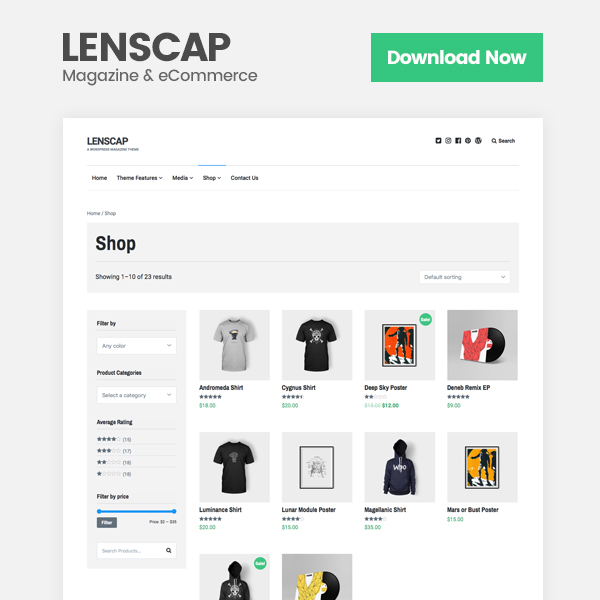 LENSCAP
Magazine & eCommerce
Download Now
LENSCAP
A WORDPRESS MAGAZINE THEME
Search
Home
Theme Features
Media
Shop
Contact Us
Home / Shop
Shop
Showing 1–10 of 23 results
Default sorting
Filter by
Any color
Product Categories
Select a category
Average Rating
(15)
(17)
(18)
(18)
Filter by price
Filter
Price: $2 — $35
Search Products...
Andromeda Shirt
$18.00
Cygnus Shirt
$20.00
Sale!
Deep Sky Poster
$15.00 $12.00
Deneb Remix EP
$9.00
Luminance Shirt
$20.00
Lunar Module Poster
$15.00
WOO
Magellanic Shirt
$35.00
Mars or Bust Poster
$15.00
Sale!